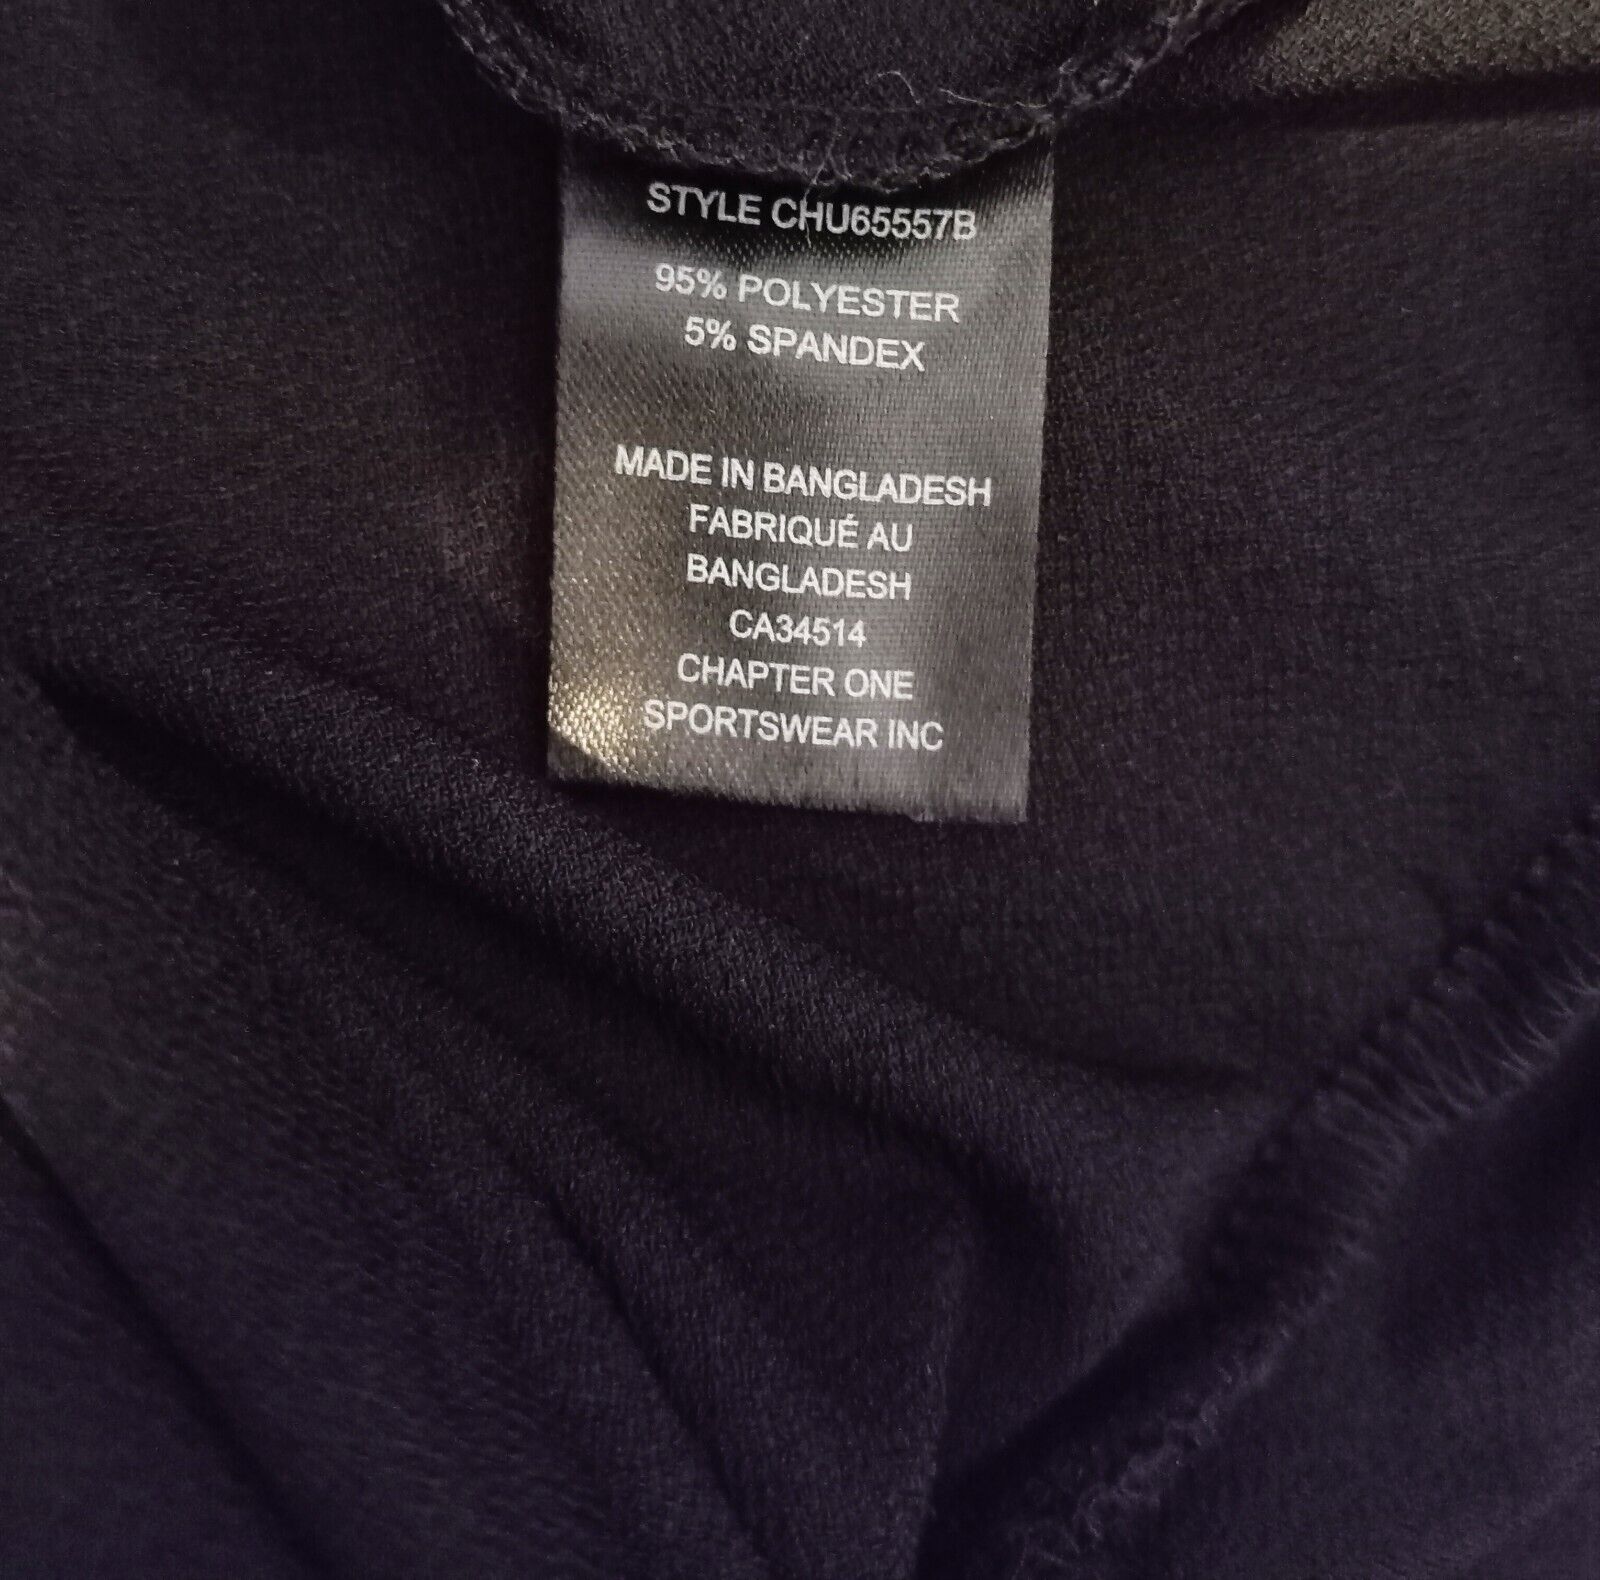 STYLE CHU65557B
95% POLYESTER
5% SPANDEX
MADE IN BANGLADESH
FABRIQUÉ AU
BANGLADESH
CA34514
CHAPTER ONE
SPORTSWEAR INC